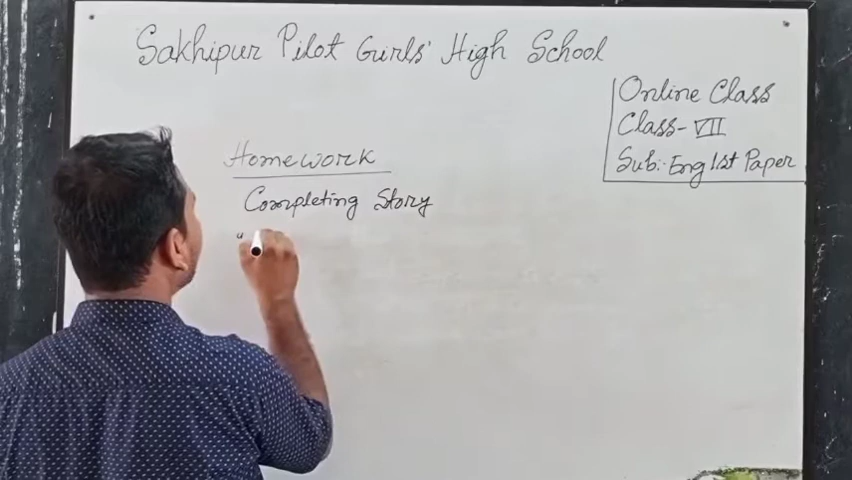 Sakhipur Pilot Girls' High School
Online Class
Class-VII
Sub: Eng 1st Paper
Homework
Completing Story
"